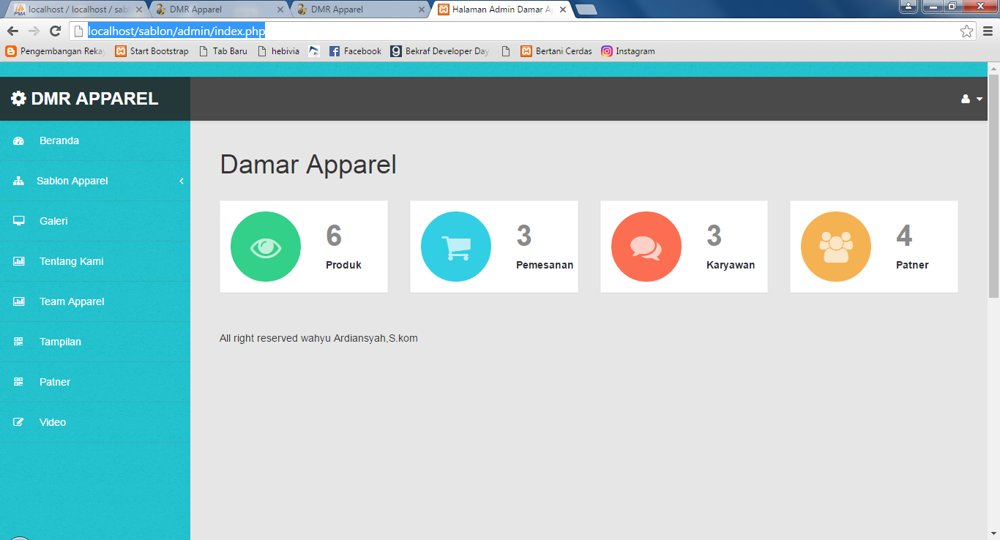 localhost / localhost / sab
DMR Apparel
DMR Apparel
Halaman Admin Damar A
localhost/sablon/admin/index.php
Pengembangan Reka
Start Bootstrap
Tab Baru
hebivia
Facebook
Bekraf Developer Day
Bertani Cerdas
Instagram
DMR APPAREL
Beranda
Sablon Apparel
Galeri
Tentang Kami
Team Apparel
Tampilan
Patner
Video
Damar Apparel
6
Produk
3
Pemesanan
3
Karyawan
4
Patner
All right reserved wahyu Ardiansyah,S.kom